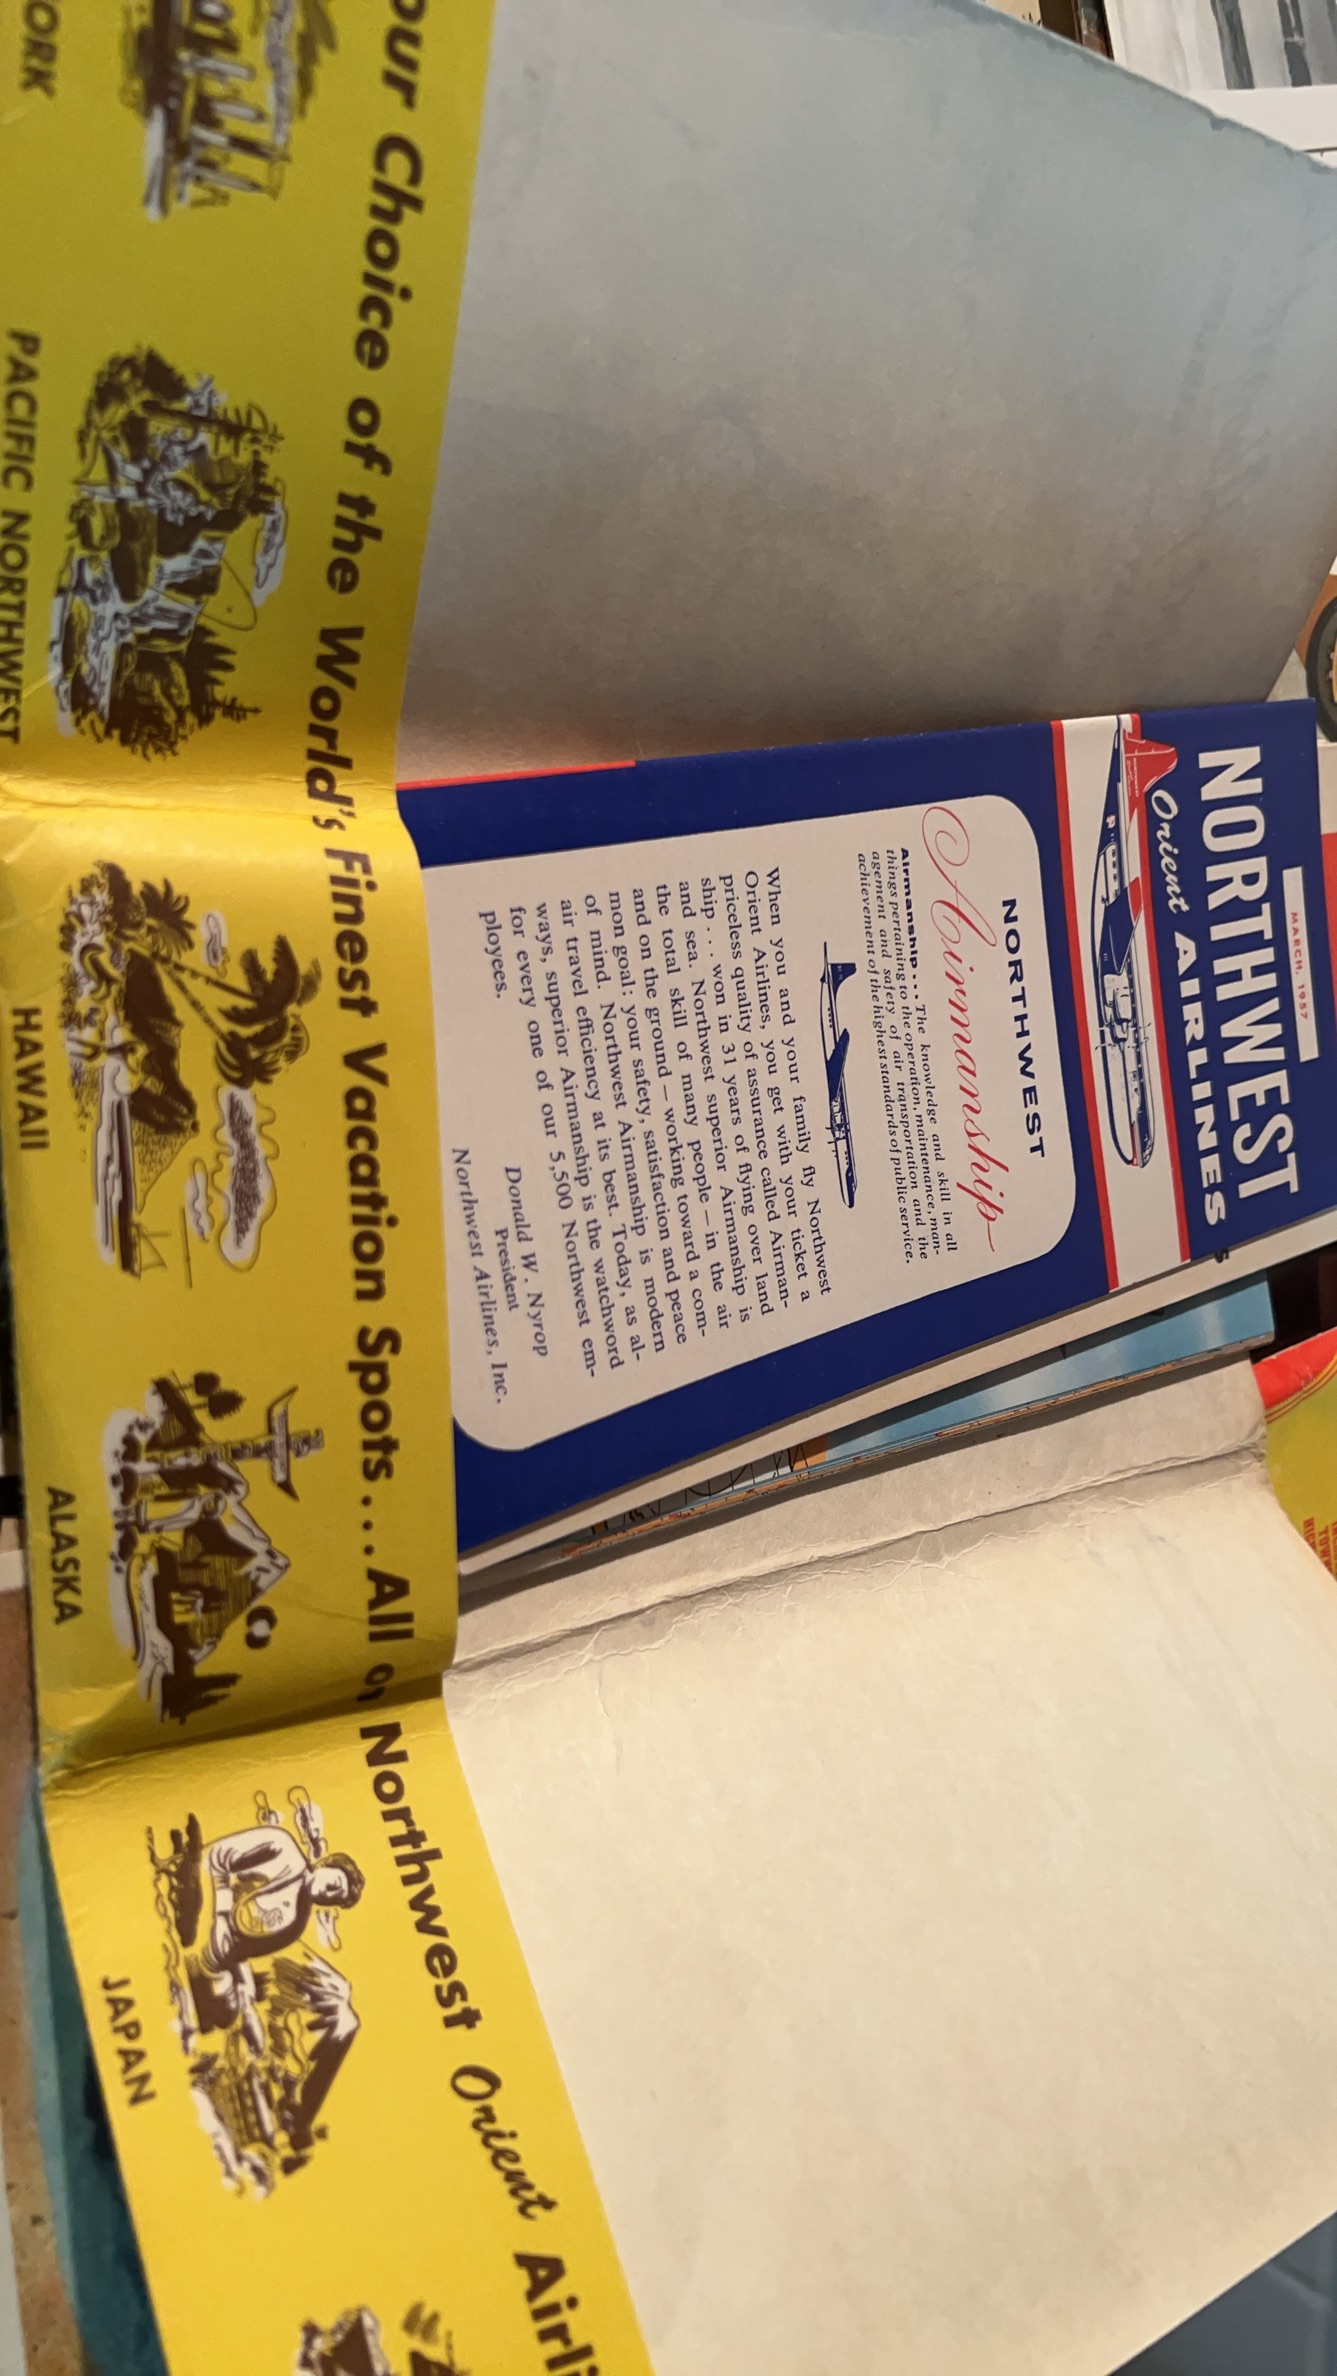 MARCH, 1957
NORTHWEST
Orient AIRLINES
NORTHWEST
Airmanship
Airmanship... The knowledge and skill in all
things pertaining to the operation, maintenance, man-
agement and safety of air transportation and the
achievement of the highest standards of public service.
When you and your family fly Northwest
Orient Airlines, you get with your ticket a
priceless quality of assurance called Airman-
ship . . . won in 31 years of flying over land
and sea. Northwest superior Airmanship is
the total skill of many people — in the air
and on the ground — working toward a com-
mon goal: your safety, satisfaction and peace
of mind. Northwest Airmanship is modern
air travel efficiency at its best. Today, as al-
ways, superior Airmanship is the watchword
for every one of our 5,500 Northwest em-
ployees.
Donald W. Nyrop
President
Northwest Airlines, Inc.
our Choice of the World's Finest Vacation Spots... All on Northwest Orient Airli
ORK
PACIFIC NORTHWEST
HAWAII
ALASKA
JAPAN